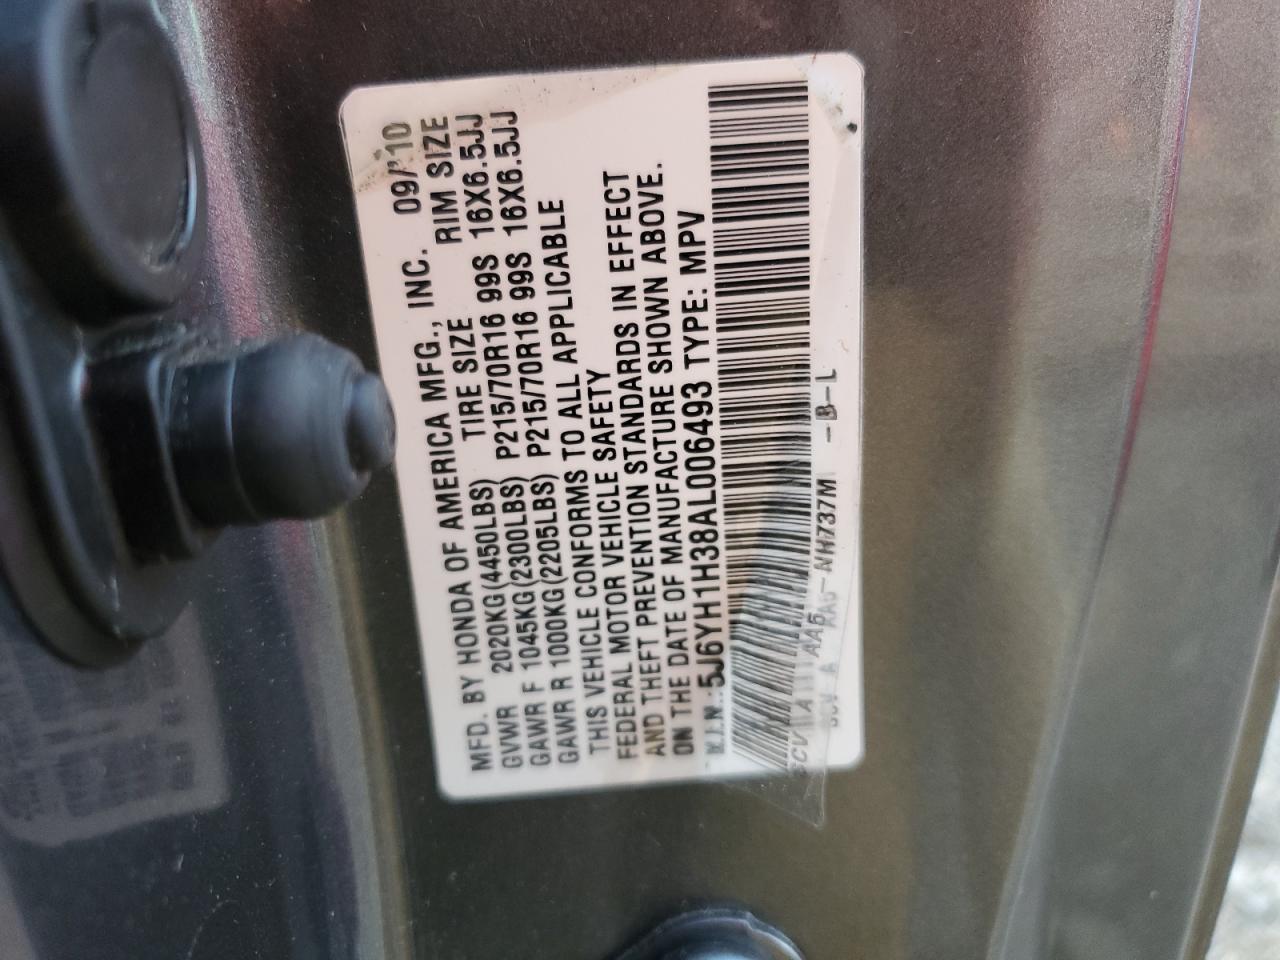 MFD. BY HONDA OF AMERICA MFG., INC. 09/10
TIRE SIZE RIM SIZE
GVWR 2020KG(4450LBS)
GAWR F 1045KG(2300LBS) P215/70R16 99S 16X6.5JJ
GAWR R 1000KG(2205LBS) P215/70R16 99S 16X6.5JJ
THIS VEHICLE CONFORMS TO ALL APPLICABLE
FEDERAL MOTOR VEHICLE SAFETY
AND THEFT PREVENTION STANDARDS IN EFFECT
ON THE DATE OF MANUFACTURE SHOWN ABOVE.
V.I.N.:5J6YH1H38AL006493 TYPE: MPV
NH737M -B-L